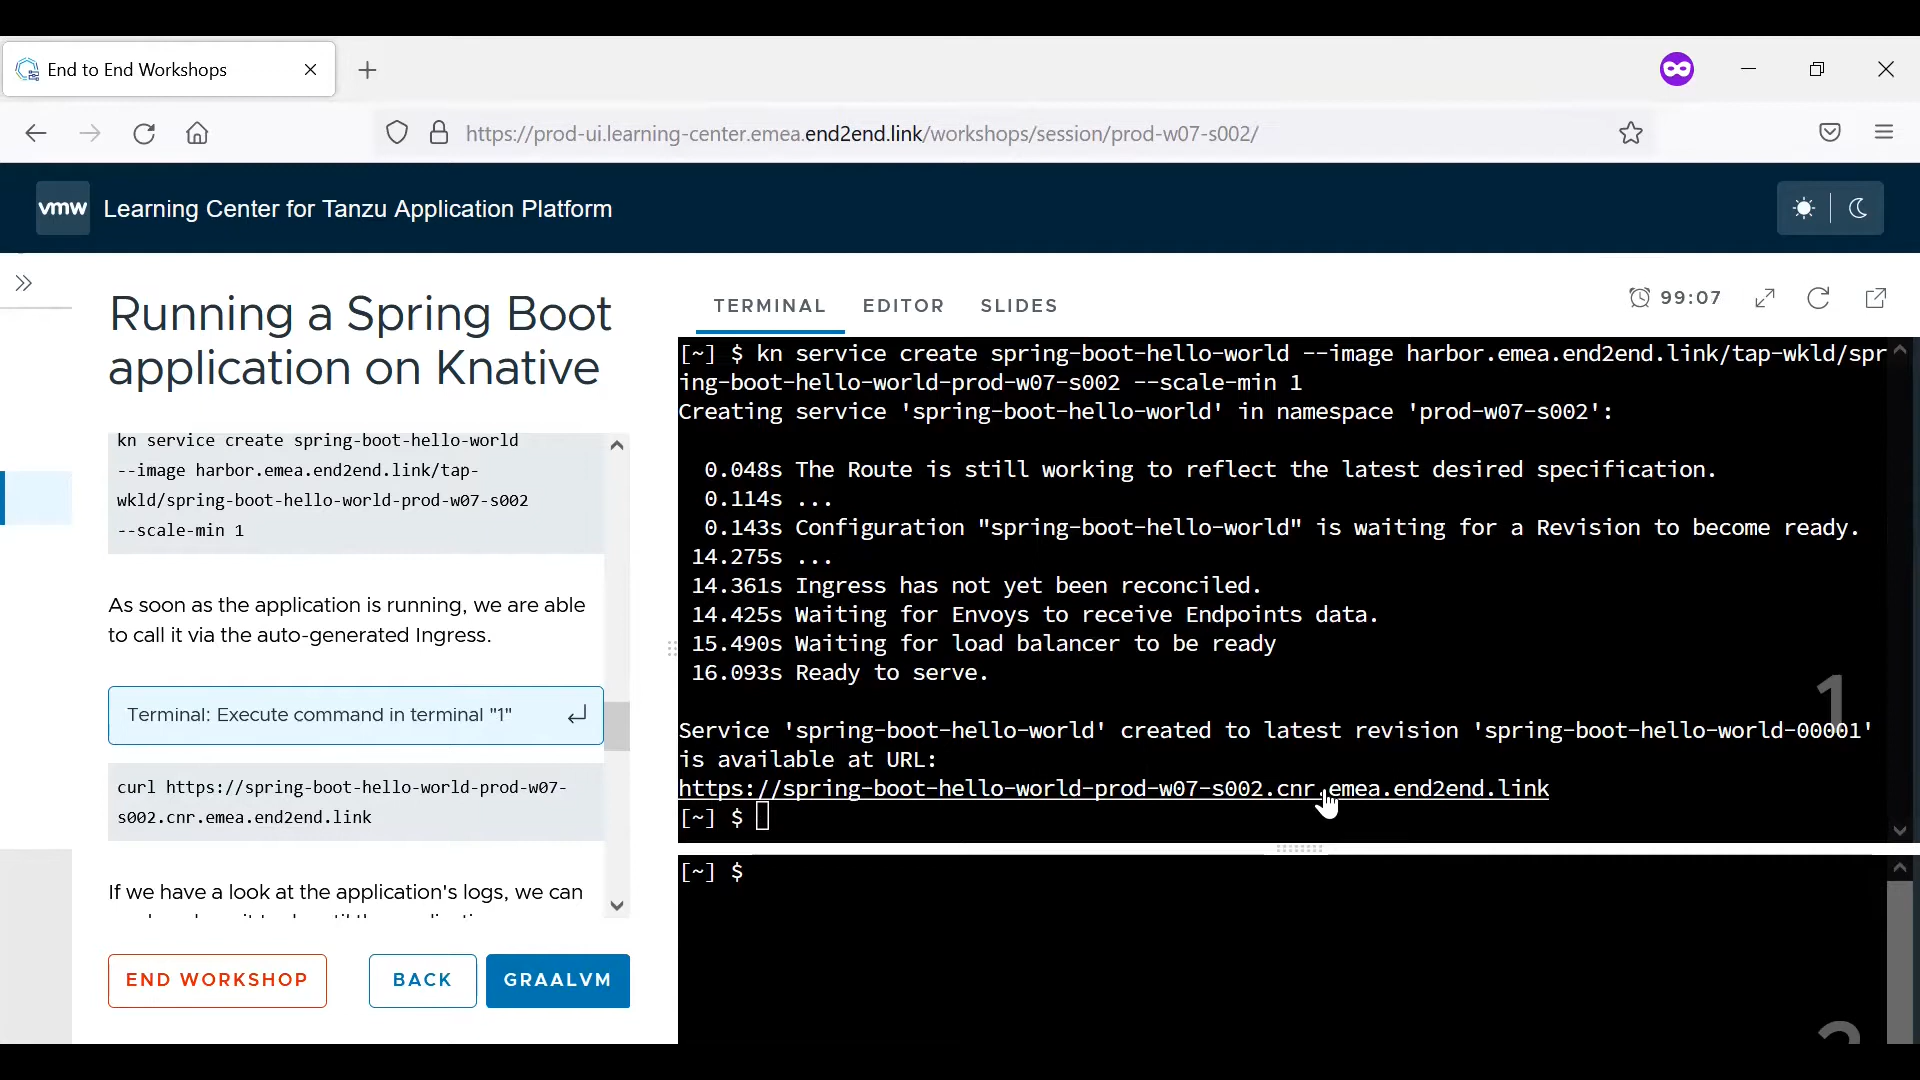 End to End Workshops
https://prod-ui.learning-center.emea.end2end.link/workshops/session/prod-w07-s002/
vmw Learning Center for Tanzu Application Platform
Running a Spring Boot
application on Knative
kn service create spring-boot-hello-world
--image harbor.emea.end2end.link/tap-
wkld/spring-boot-hello-world-prod-w07-s002
--scale-min 1
As soon as the application is running, we are able
to call it via the auto-generated Ingress.
Terminal: Execute command in terminal "1"
curl https://spring-boot-hello-world-prod-w07-
s002.cnr.emea.end2end.link
If we have a look at the application's logs, we can
END WORKSHOP
BACK
GRAALVM
TERMINAL EDITOR SLIDES
99:07
[~] $ kn service create spring-boot-hello-world --image harbor.emea.end2end.link/tap-wkld/spr
ing-boot-hello-world-prod-w07-s002 --scale-min 1
Creating service 'spring-boot-hello-world' in namespace 'prod-w07-s002':
0.048s The Route is still working to reflect the latest desired specification.
0.114s ...
0.143s Configuration "spring-boot-hello-world" is waiting for a Revision to become ready.
14.275s ...
14.361s Ingress has not yet been reconciled.
14.425s Waiting for Envoys to receive Endpoints data.
15.490s Waiting for load balancer to be ready
16.093s Ready to serve.
1
Service 'spring-boot-hello-world' created to latest revision 'spring-boot-hello-world-00001'
is available at URL:
https://spring-boot-hello-world-prod-w07-s002.cnr.emea.end2end.link
[~] $
[~] $
2